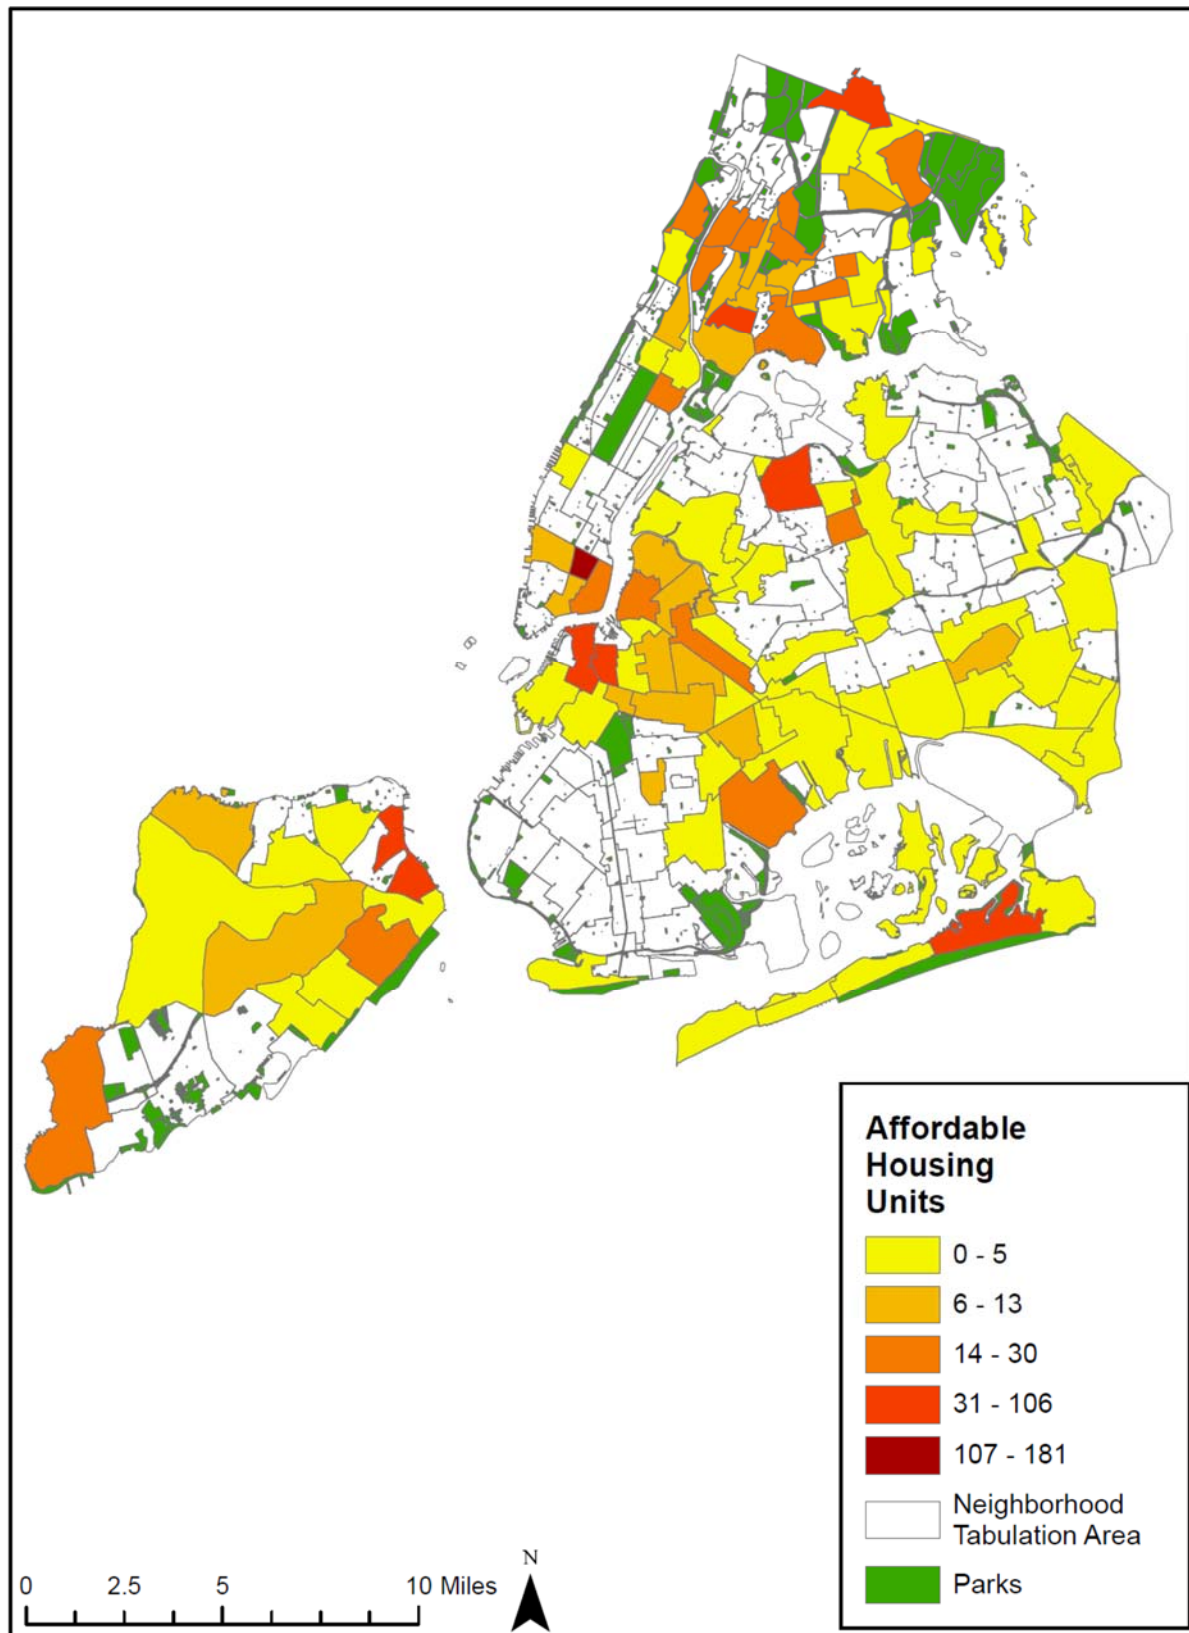 Affordable
Housing
Units
0 - 5
6 - 13
14 - 30
31 - 106
107 - 181
Neighborhood
Tabulation Area
Parks
N
0 2.5 5 10 Miles